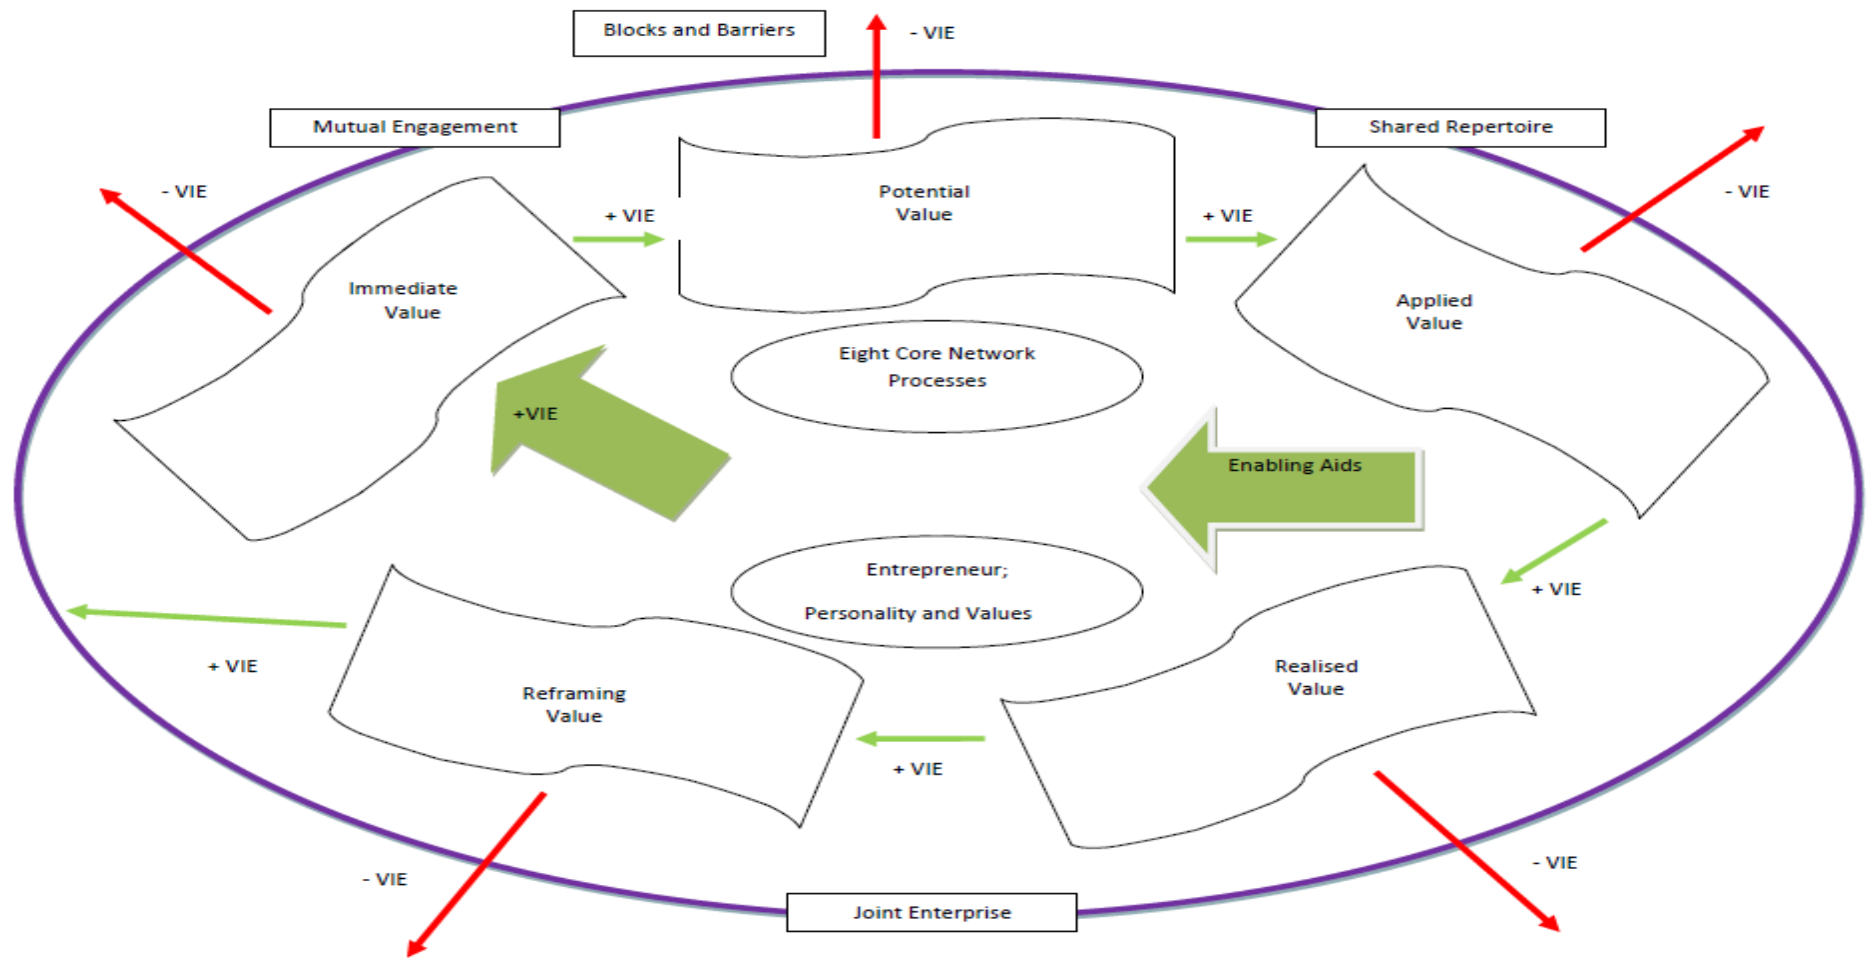 Blocks and Barriers
- VIE
Mutual Engagement
Shared Repertoire
- VIE
- VIE
Potential
Value
+ VIE
+ VIE
Immediate
Value
Applied
Value
Eight Core Network
Processes
+VIE
Enabling Aids
Entrepreneur;
Personality and Values
+ VIE
+ VIE
Realised
Value
Reframing
Value
+ VIE
- VIE
- VIE
Joint Enterprise